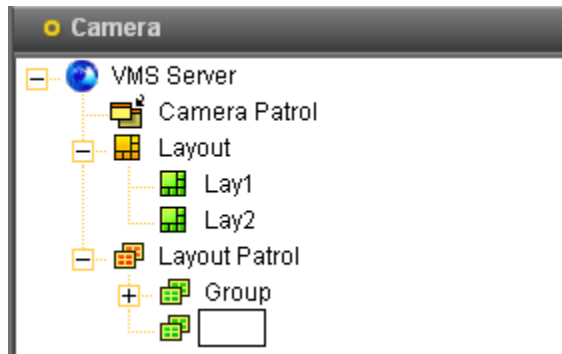 Camera
VMS Server
Camera Patrol
Layout
Lay1
Lay2
Layout Patrol
Group